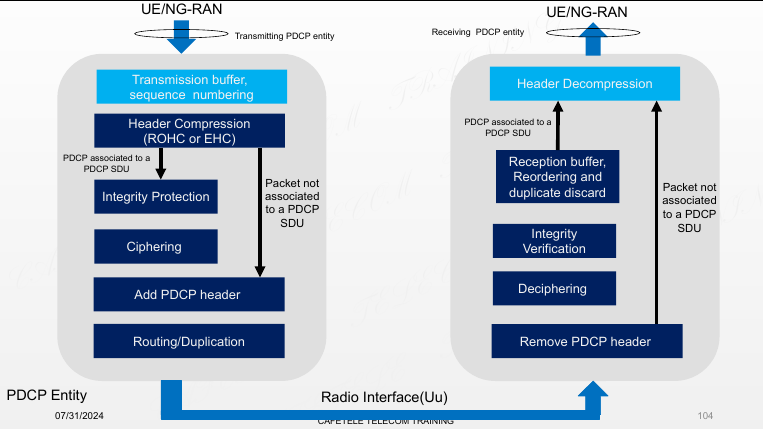 UE/NG-RAN
Transmitting PDCP entity
Transmission buffer,
sequence numbering
Header Compression
(ROHC or EHC)
PDCP associated to a
PDCP SDU
Integrity Protection
Packet not
associated
to a PDCP
SDU
Ciphering
Add PDCP header
Routing/Duplication
UE/NG-RAN
Receiving PDCP entity
Header Decompression
PDCP associated to a
PDCP SDU
Reception buffer,
Reordering and
duplicate discard
Packet not
associated
to a PDCP
SDU
Integrity
Verification
Deciphering
Remove PDCP header
PDCP Entity
Radio Interface(Uu)
07/31/2024
CAFETELE TELECOM TRAINING
104